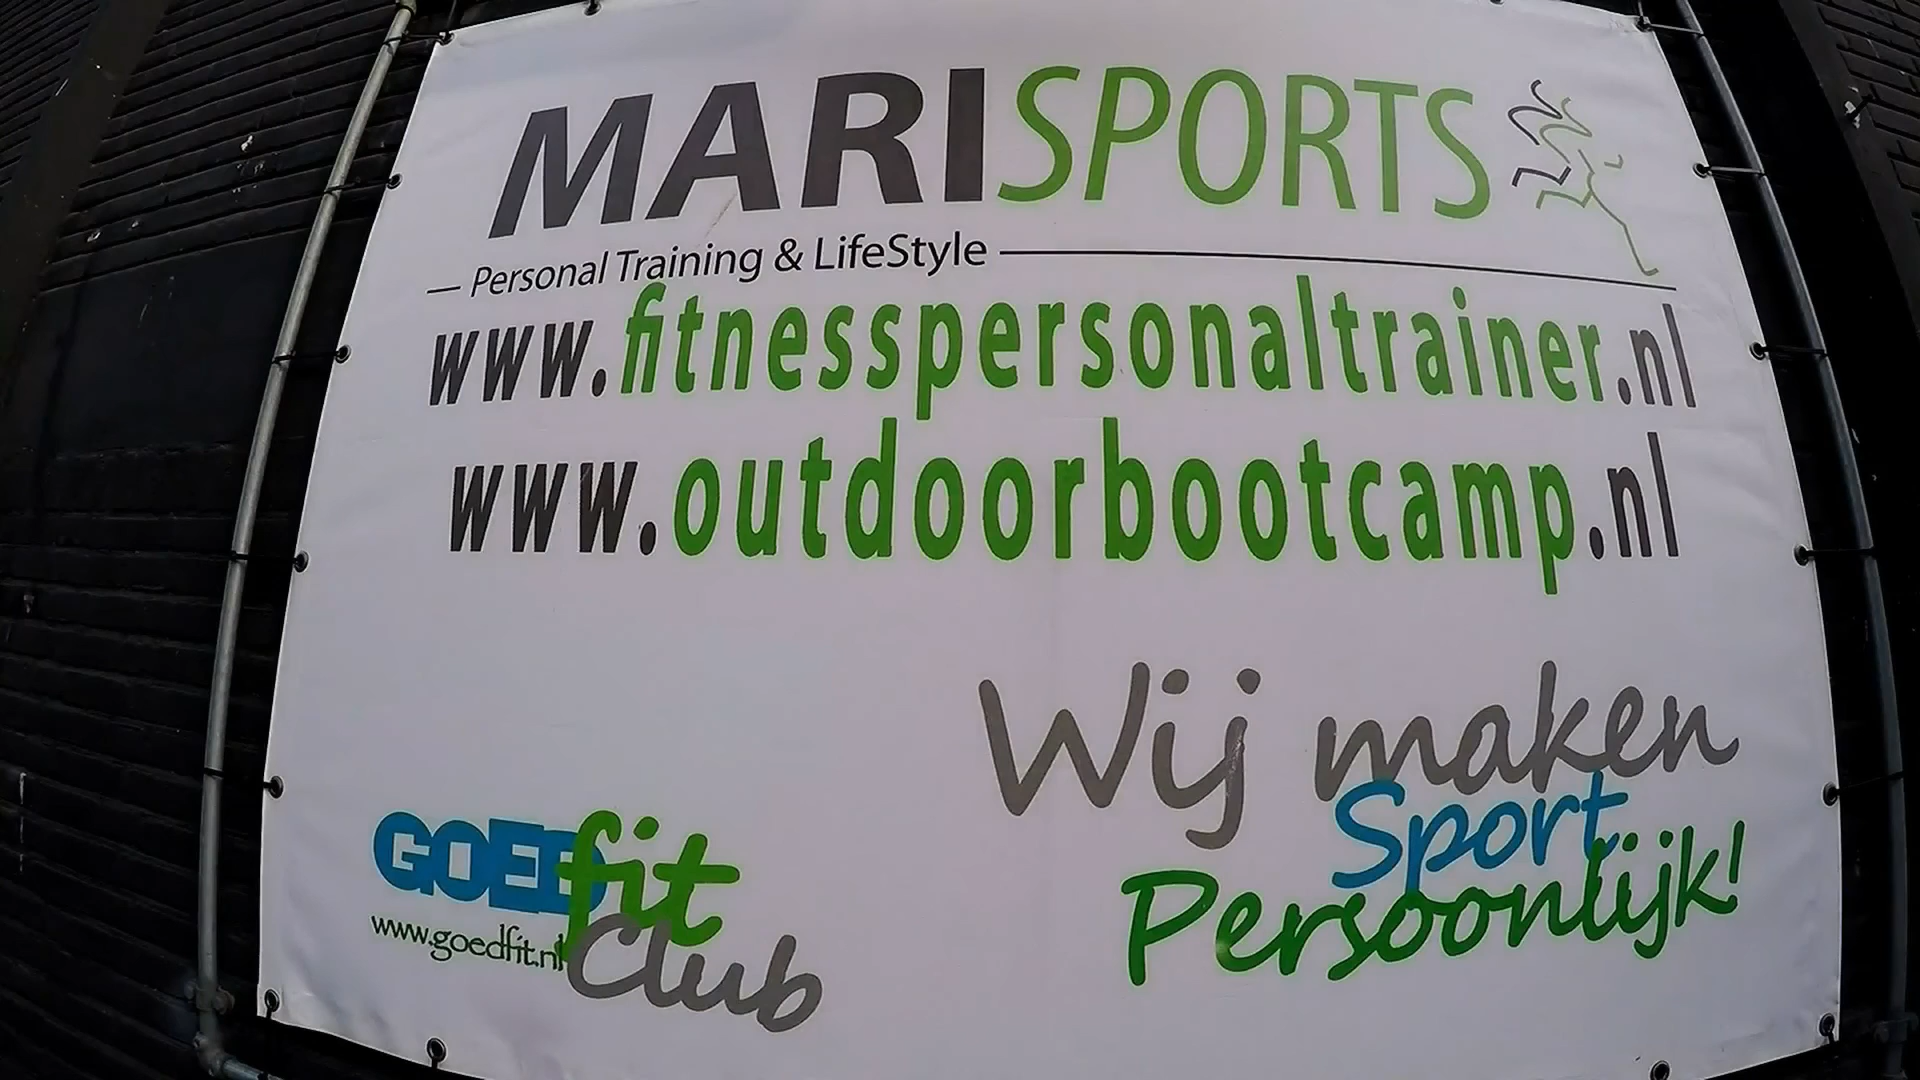 MARISPORTS
Personal Training & LifeStyle
www.fitnesspersonaltrainer.nl
www.outdoorbootcamp.nl
Wij maken
Sport
Persoonlijk!
GOEDfit
www.goedfit.nl
Club